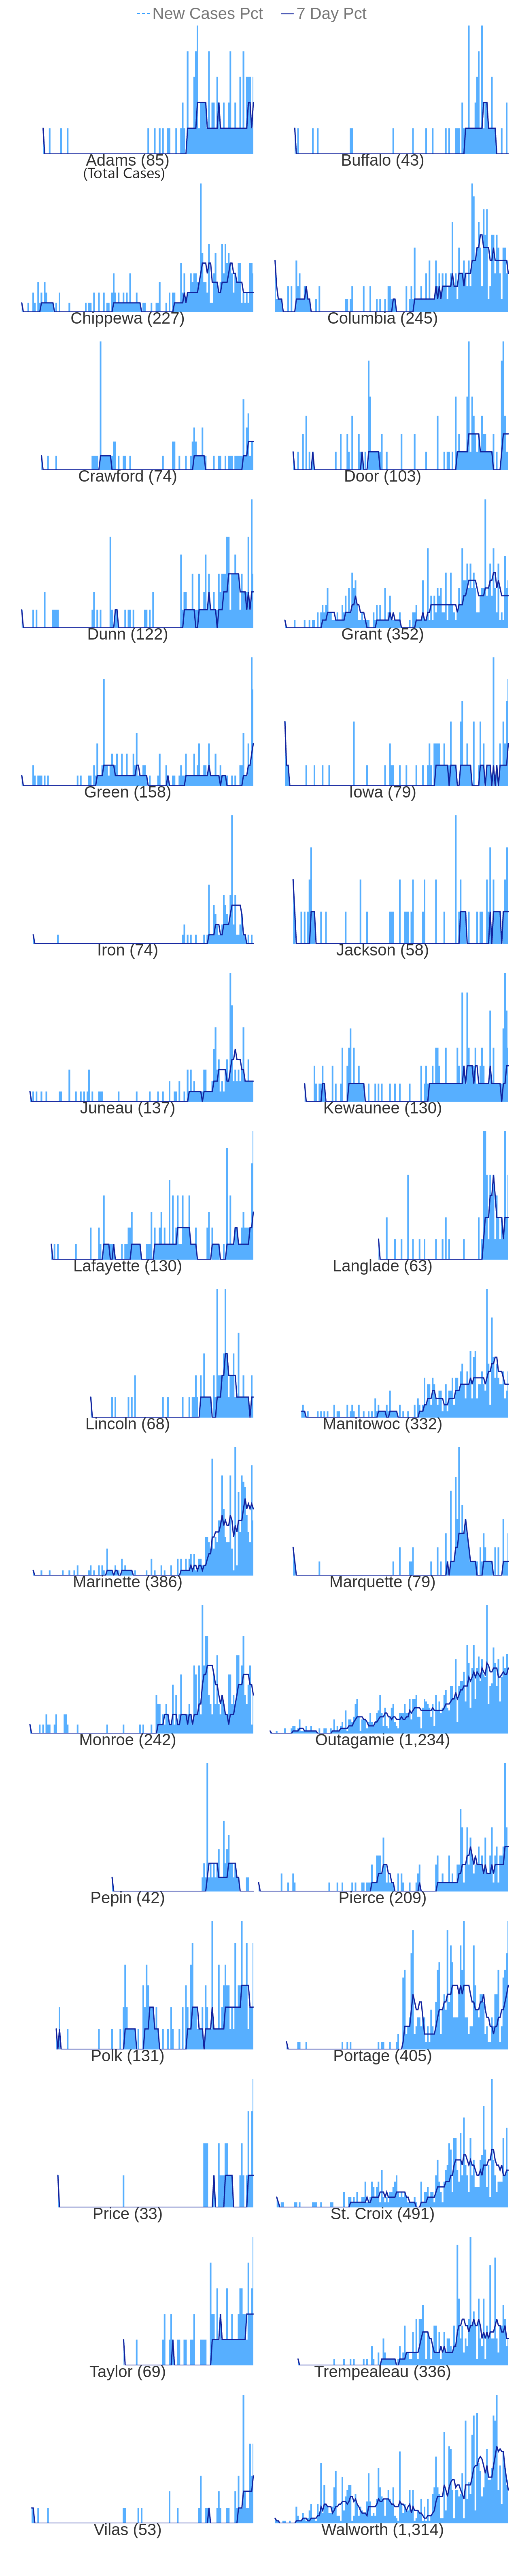 New Cases Pct 7 Day Pct
Adams (85) Buffalo (43)
(Total Cases)
Chippewa (227) Columbia (245)
Crawford (74) Door (103)
Dunn (122) Grant (352)
Green (158) Iowa (79)
Iron (74) Jackson (58)
Juneau (137) Kewaunee (130)
Lafayette (130) Langlade (63)
Lincoln (68) Manitowoc (332)
Marinette (386) Marquette (79)
Monroe (242) Outagamie (1,234)
Pepin (42) Pierce (209)
Polk (131) Portage (405)
Price (33) St. Croix (491)
Taylor (69) Trempealeau (336)
Vilas (53) Walworth (1,314)